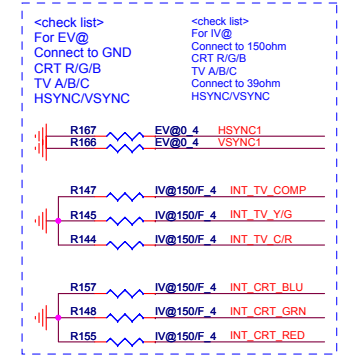 <check list>
For EV@
Connect to GND
CRT R/G/B
TV A/B/C
HSYNC/VSYNC
<check list>
For IV@
Connect to 150ohm
CRT R/G/B
TV A/B/C
Connect to 39ohm
HSYNC/VSYNC
R167 EV@0_4 HSYNC1
R166 EV@0_4 VSYNC1
R147 IV@150/F_4 INT_TV_COMP
R145 IV@150/F_4 INT_TV_Y/G
R144 IV@150/F_4 INT_TV_C/R
R157 IV@150/F_4 INT_CRT_BLU
R148 IV@150/F_4 INT_CRT_GRN
R155 IV@150/F_4 INT_CRT_RED